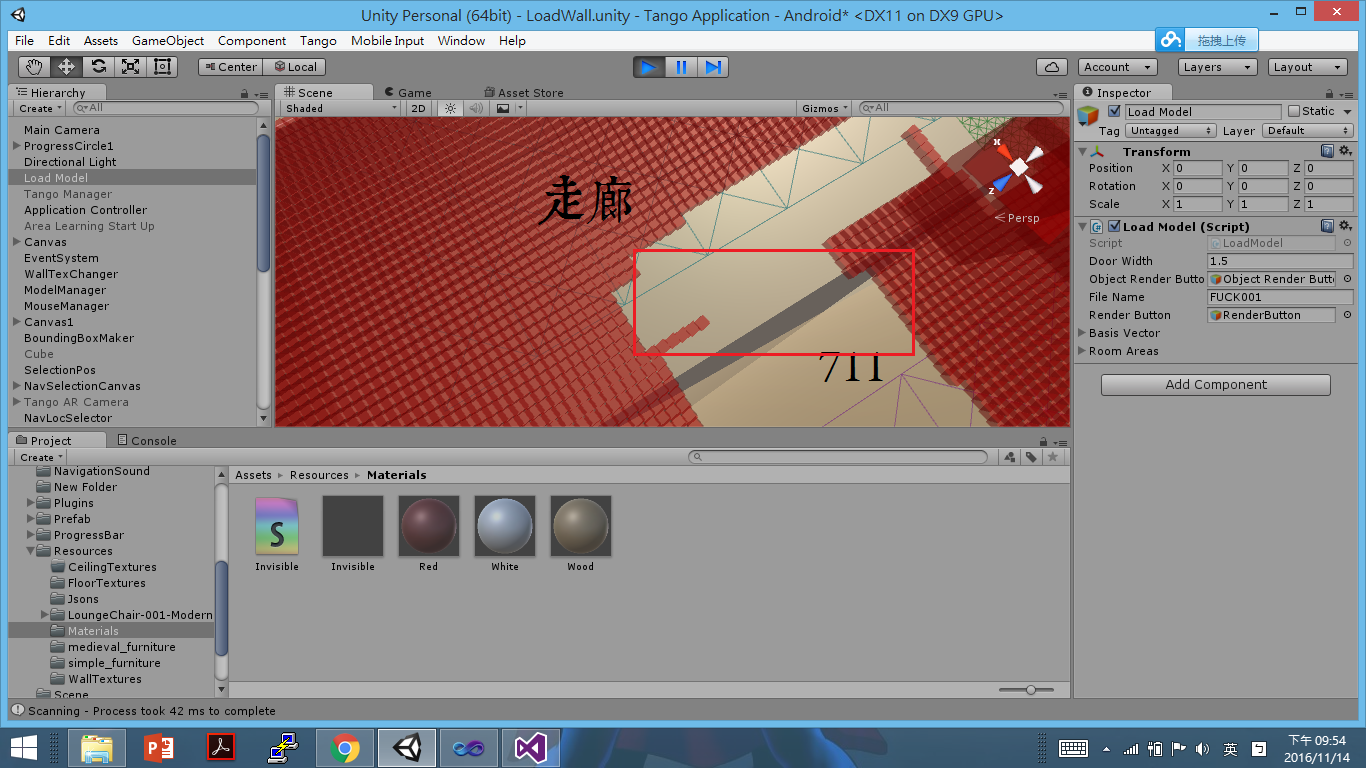 Unity Personal (64bit) - LoadWall.unity - Tango Application - Android* <DX11 on DX9 GPU>
File Edit Assets GameObject Component Tango Mobile Input Window Help
拖拽上传
Center Local
Account Layers Layout
Hierarchy
Create All
Main Camera
ProgressCircle1
Directional Light
Load Model
Tango Manager
Application Controller
Area Learning Start Up
Canvas
EventSystem
WallTexChanger
ModelManager
MouseManager
Canvas1
BoundingBoxMaker
Cube
SelectionPos
NavSelectionCanvas
Tango AR Camera
NavLocSelector
Scene Game Asset Store
Shaded 2D Gizmos All
走廊
711
x
z
Persp
Inspector
Load Model Static
Tag Untagged Layer Default
Transform
Position X 0 Y 0 Z 0
Rotation X 0 Y 0 Z 0
Scale X 1 Y 1 Z 1
Load Model (Script)
Script LoadModel
Door Width 1.5
Object Render Butto Object Render Butt
File Name FUCK001
Render Button RenderButton
Basis Vector
Room Areas
Add Component
Project Console
Create
NavigationSound
New Folder
Plugins
Prefab
ProgressBar
Resources
CeilingTextures
FloorTextures
Jsons
LoungeChair-001-Modern
Materials
medieval_furniture
simple_furniture
WallTextures
Scene
Assets Resources Materials
S
Invisible Invisible Red White Wood
Scanning - Process took 42 ms to complete
英
下午 09:54
2016/11/14